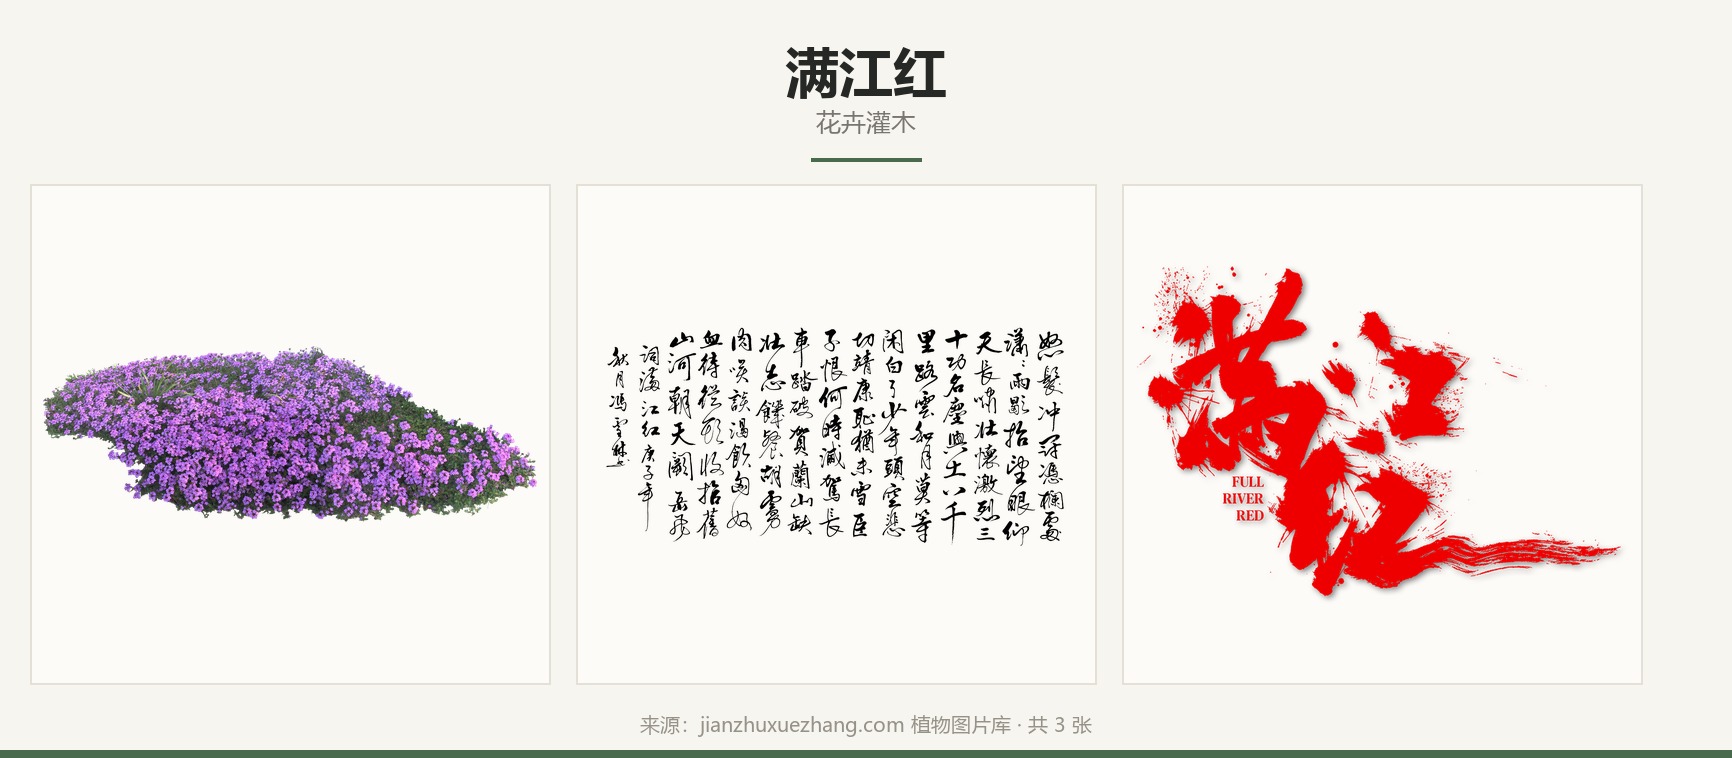 满江红
花卉灌木
怒髮冲冠憑欄處
瀟瀟雨歇抬望眼仰
天長嘯壯懷激烈三
十功名塵與土八千
里路雲和月莫等
闲白了少年頭空悲
切靖康恥猶未雪臣
子恨何時滅駕長
車踏破賀蘭山缺
壯志饑餐胡虜
肉笑談渴飲匈奴
血待從頭收拾舊
山河朝天闕 岳飛
詞滿江红庚子年
秋月馮雪林
满江红
FULL
RIVER
RED
来源：jianzhuxuezhang.com 植物图片库 · 共 3 张